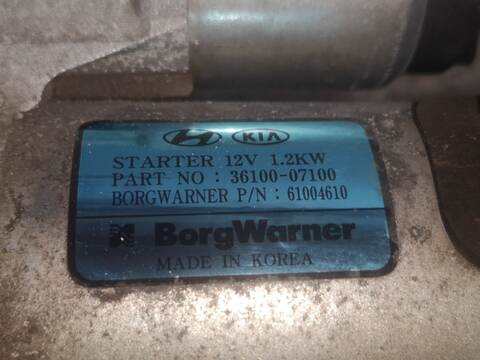 KIA
STARTER 12V 1.2KW
PART NO : 36100-07100
BORGWARNER P/N : 61004610
BorgWarner
MADE IN KOREA